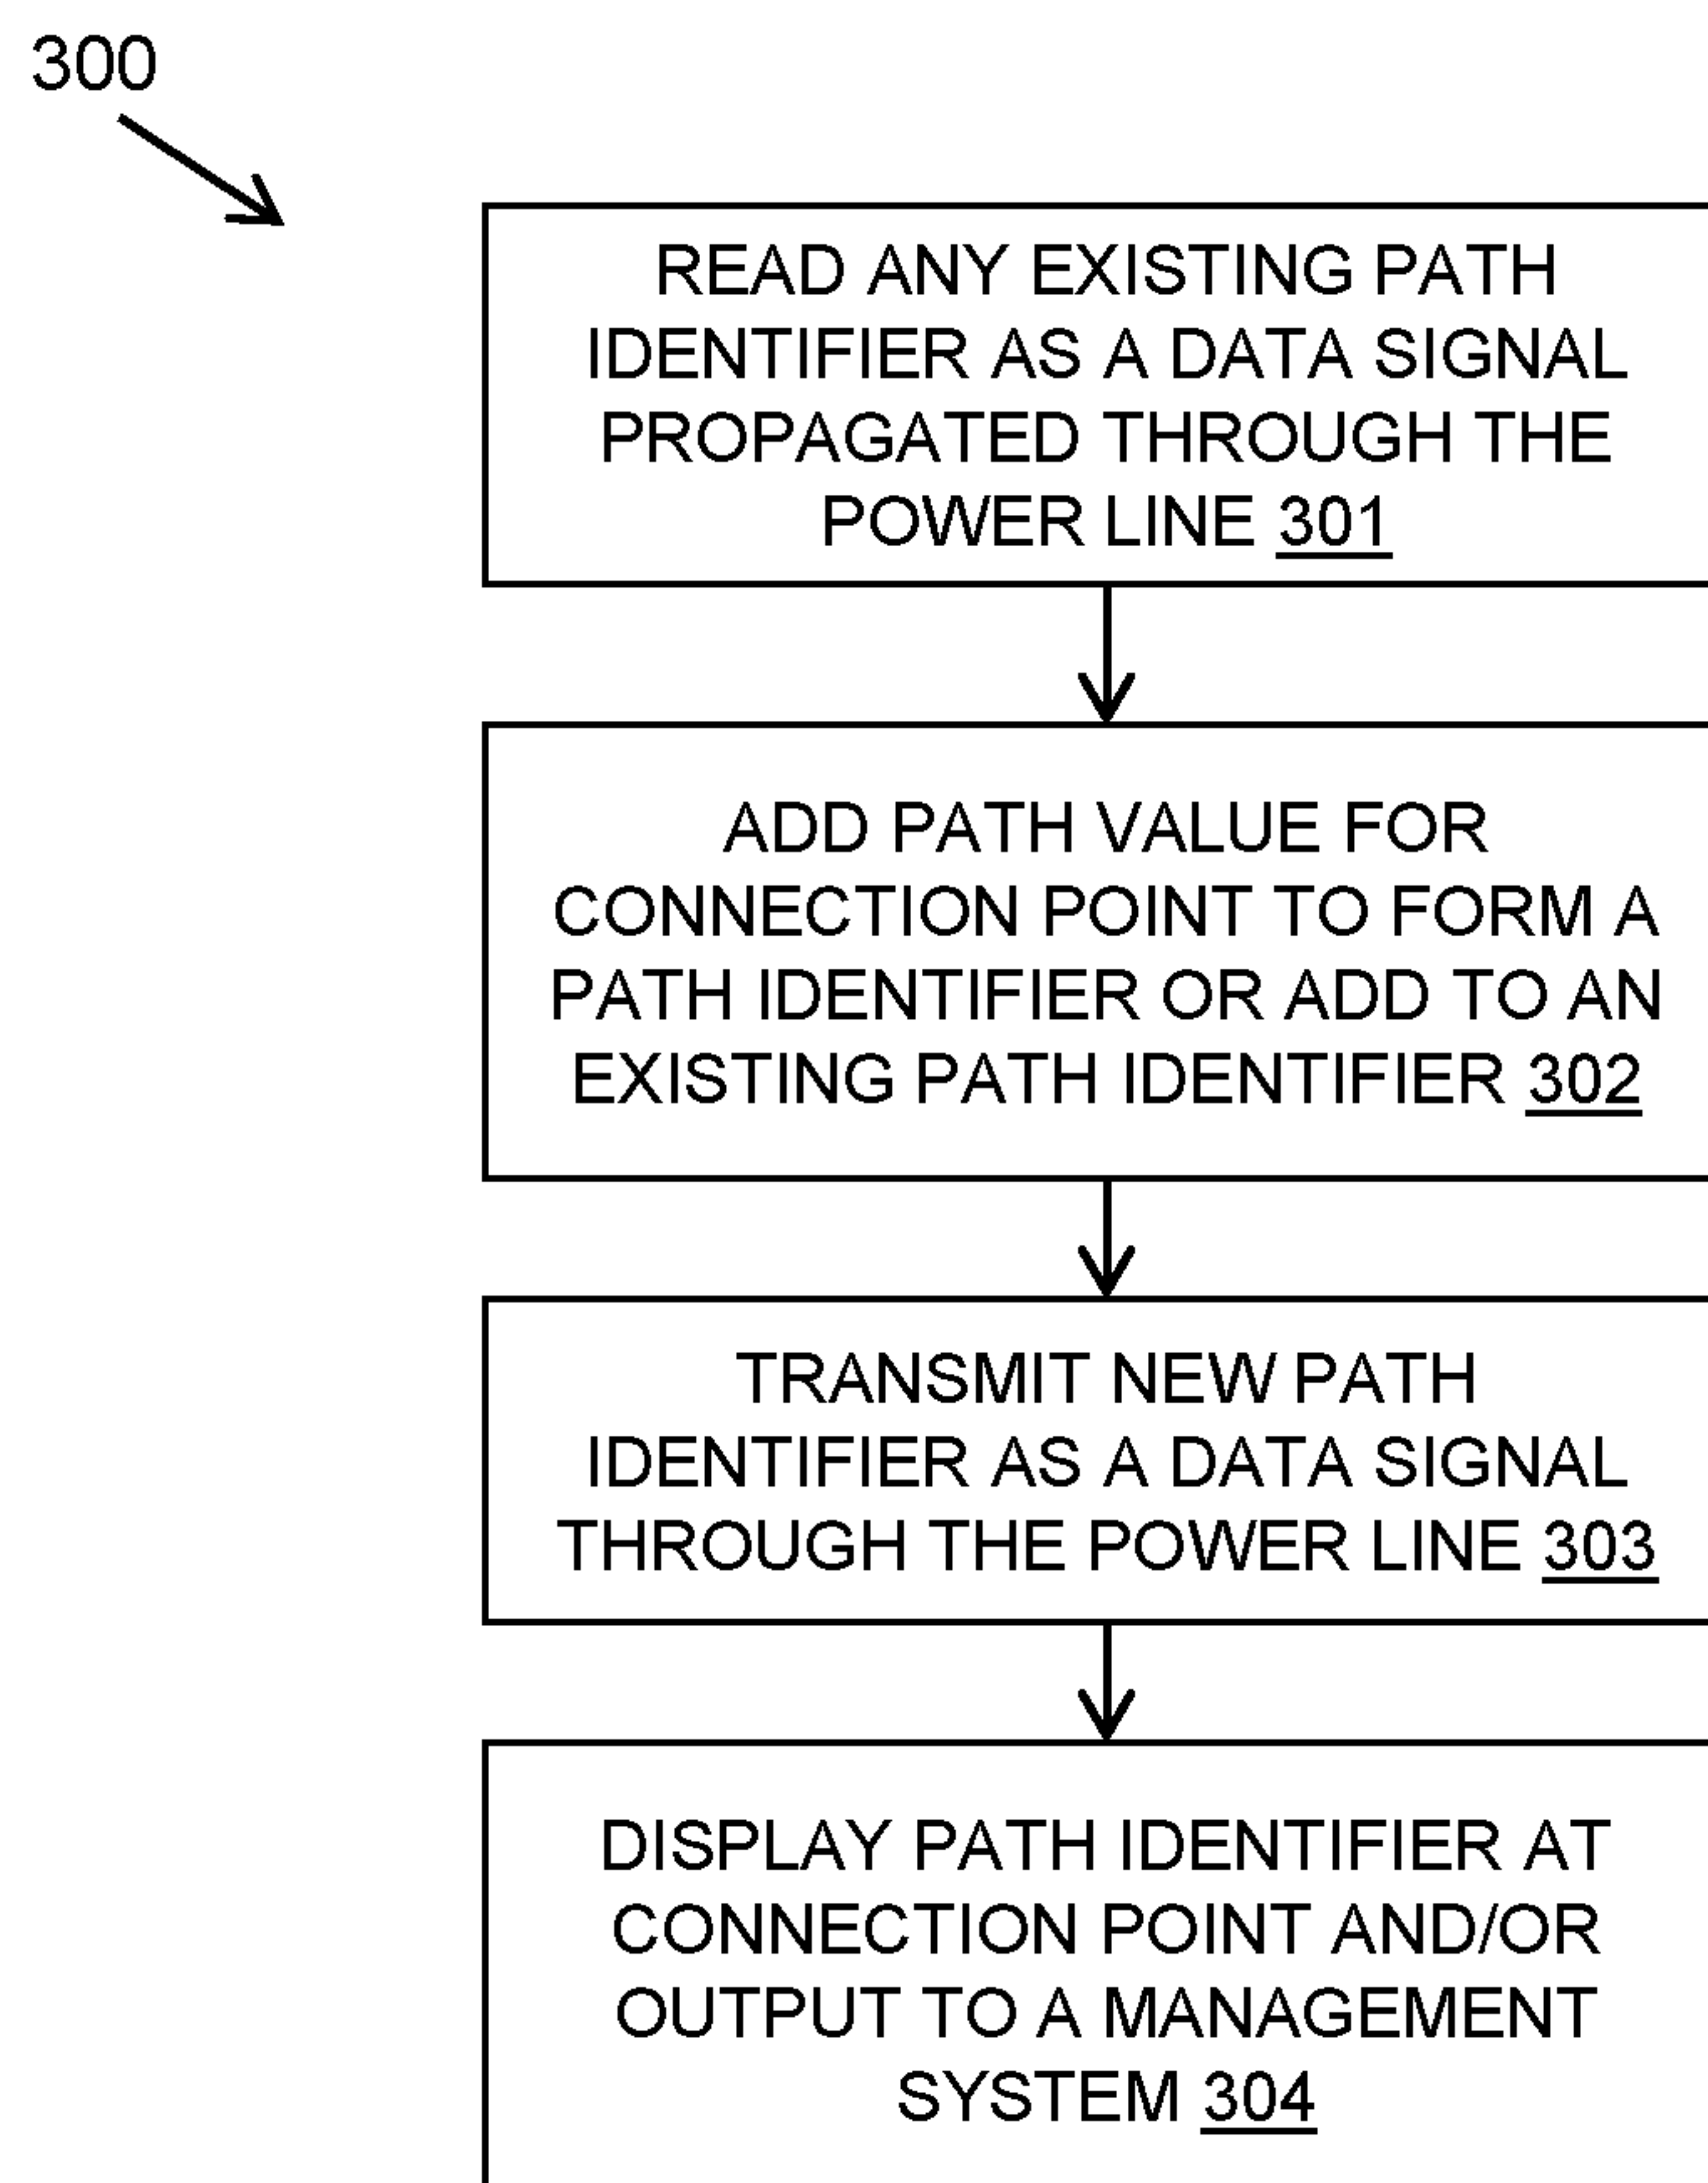 300
READ ANY EXISTING PATH
IDENTIFIER AS A DATA SIGNAL
PROPAGATED THROUGH THE
POWER LINE 301
ADD PATH VALUE FOR
CONNECTION POINT TO FORM A
PATH IDENTIFIER OR ADD TO AN
EXISTING PATH IDENTIFIER 302
TRANSMIT NEW PATH
IDENTIFIER AS A DATA SIGNAL
THROUGH THE POWER LINE 303
DISPLAY PATH IDENTIFIER AT
CONNECTION POINT AND/OR
OUTPUT TO A MANAGEMENT
SYSTEM 304